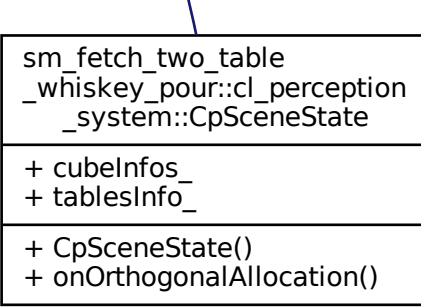 sm_fetch_two_table
_whiskey_pour::cl_perception
_system::CpSceneState
+ cubeInfos_
+ tablesInfo_
+ CpSceneState()
+ onOrthogonalAllocation()